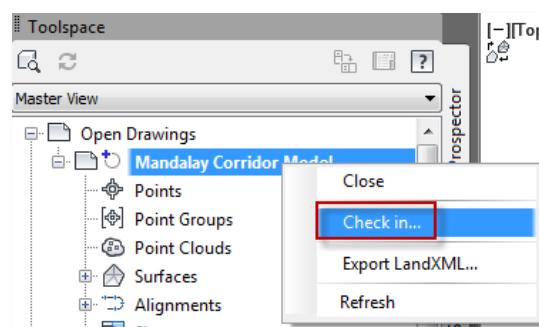 Toolspace
[−][Top
?
Master View
Open Drawings
Mandalay Corridor Model
Points
Point Groups
Point Clouds
Surfaces
Alignments
Prospector
Close
Check in...
Export LandXML...
Refresh